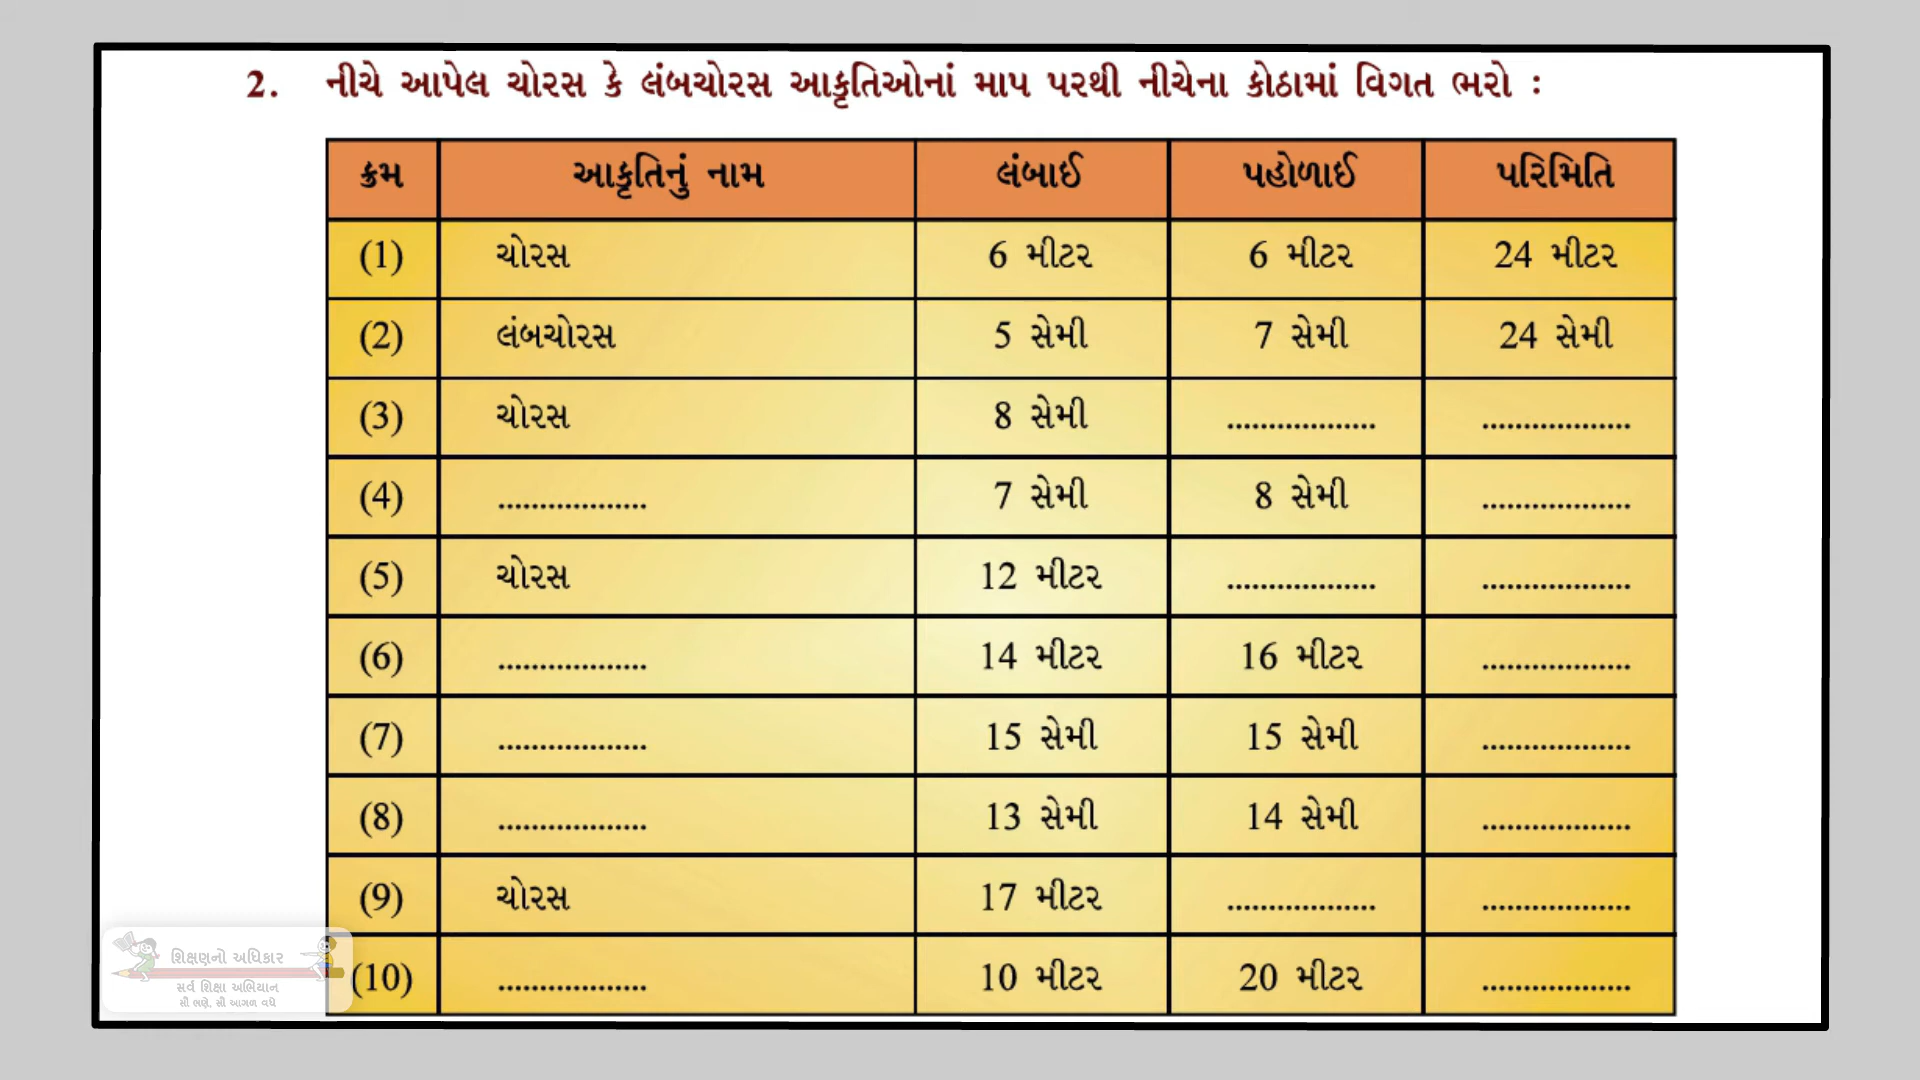 2. નીચે આપેલ ચોરસ કે લંબચોરસ આકૃતિઓનાં માપ પરથી નીચેના કોઠામાં વિગત ભરો :
ક્રમ આકૃતિનું નામ લંબાઈ પહોળાઈ પરિમિતિ
(1) ચોરસ 6 મીટર 6 મીટર 24 મીટર
(2) લંબચોરસ 5 સેમી 7 સેમી 24 સેમી
(3) ચોરસ 8 સેમી .................. ..................
(4) .................. 7 સેમી 8 સેમી ..................
(5) ચોરસ 12 મીટર .................. ..................
(6) .................. 14 મીટર 16 મીટર ..................
(7) .................. 15 સેમી 15 સેમી ..................
(8) .................. 13 સેમી 14 સેમી ..................
(9) ચોરસ 17 મીટર .................. ..................
(10) .................. 10 મીટર 20 મીટર ..................
શિક્ષણનો અધિકાર
સર્વ શિક્ષા અભિયાન
સૌ ભણે, સૌ આગળ વધે